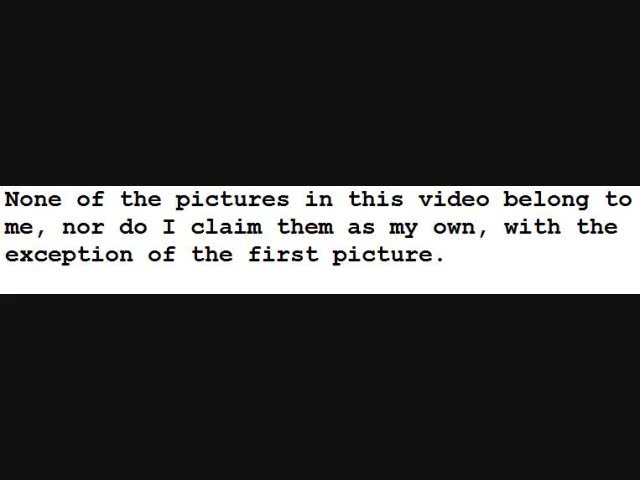 None of the pictures in this video belong to
me, nor do I claim them as my own, with the
exception of the first picture.